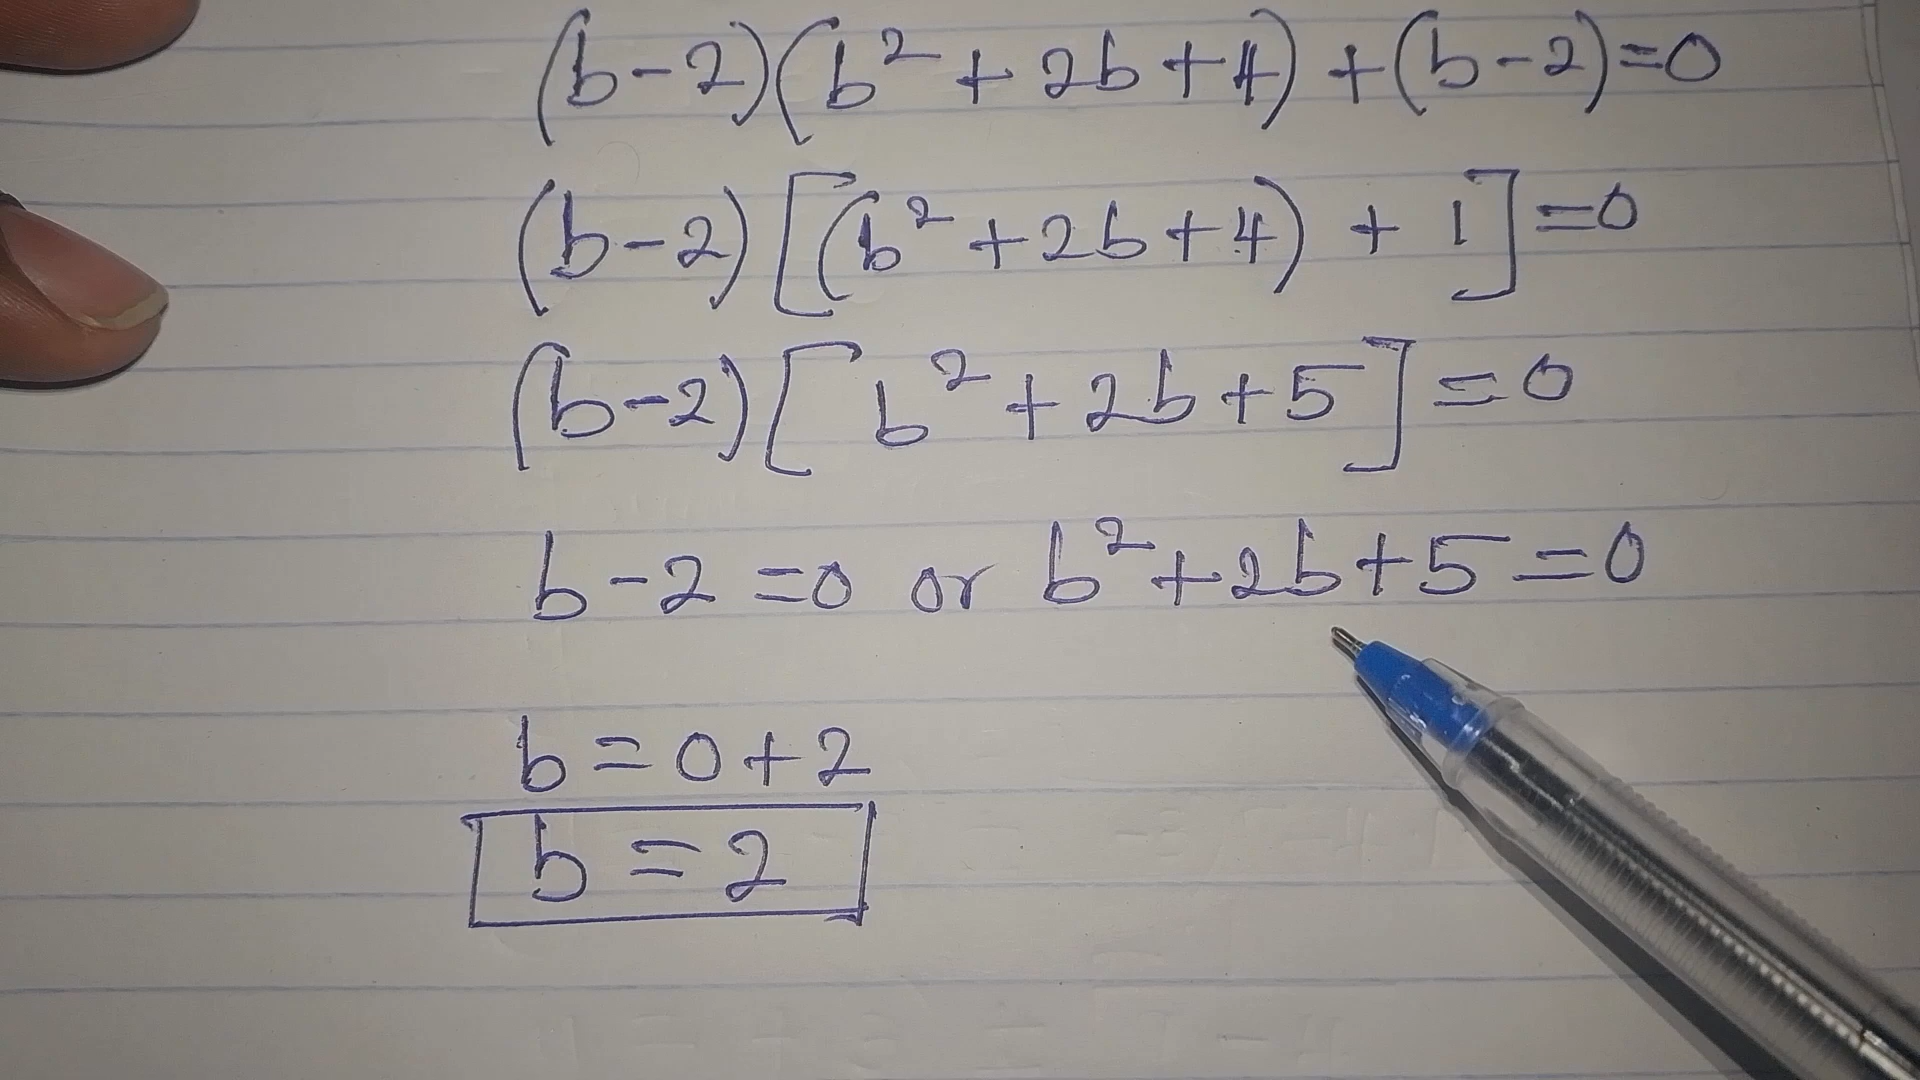 (b-2)(b²+2b+4)+(b-2)=0
(b-2)[(b²+2b+4)+1]=0
(b-2)[b²+2b+5]=0
b-2=0 or b²+2b+5=0
b=0+2
b=2